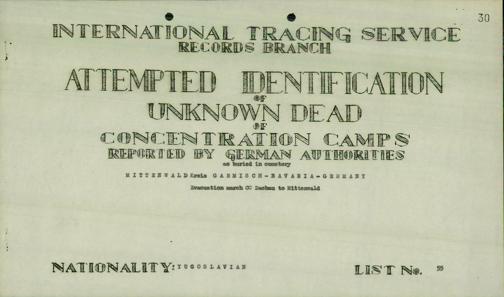 30
INTERNATIONAL TRACING SERVICE
RECORDS BRANCH
ATTEMPTED IDENTIFICATION
OF
UNKNOWN DEAD
OF
CONCENTRATION CAMPS
REPORTED BY GERMAN AUTHORITIES
as buried in cemetery
MITTENWALD Kreis GARMISCH-BAVARIA-GERMANY
Evacuation march CC Dachau to Mittenwald
NATIONALITY: YUGOSLAVIAN
LIST No. 55